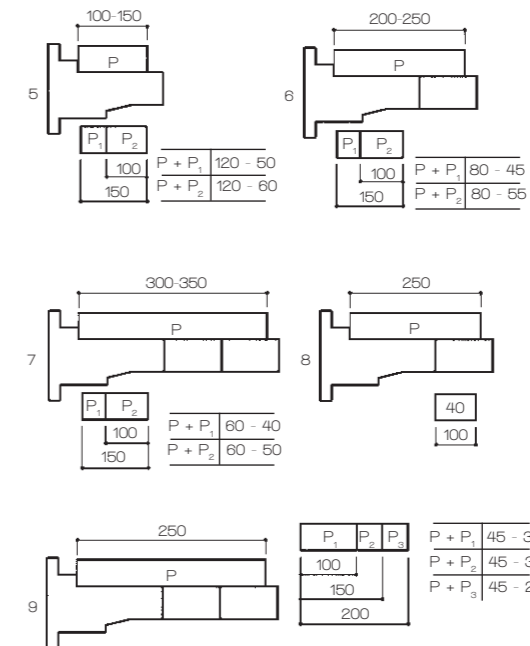 100-150
P
5
P₁ P₂
100
150
P + P₁ 120 - 50
P + P₂ 120 - 60
200-250
P
6
P₁ P₂
100
150
P + P₁ 80 - 45
P + P₂ 80 - 55
300-350
P
7
P₁ P₂
100
150
P + P₁ 60 - 40
P + P₂ 60 - 50
250
P
8
40
100
250
P
9
P₁ P₂ P₃
100
150
200
P + P₁ 45 -
P + P₂ 45 -
P + P₃ 45 -